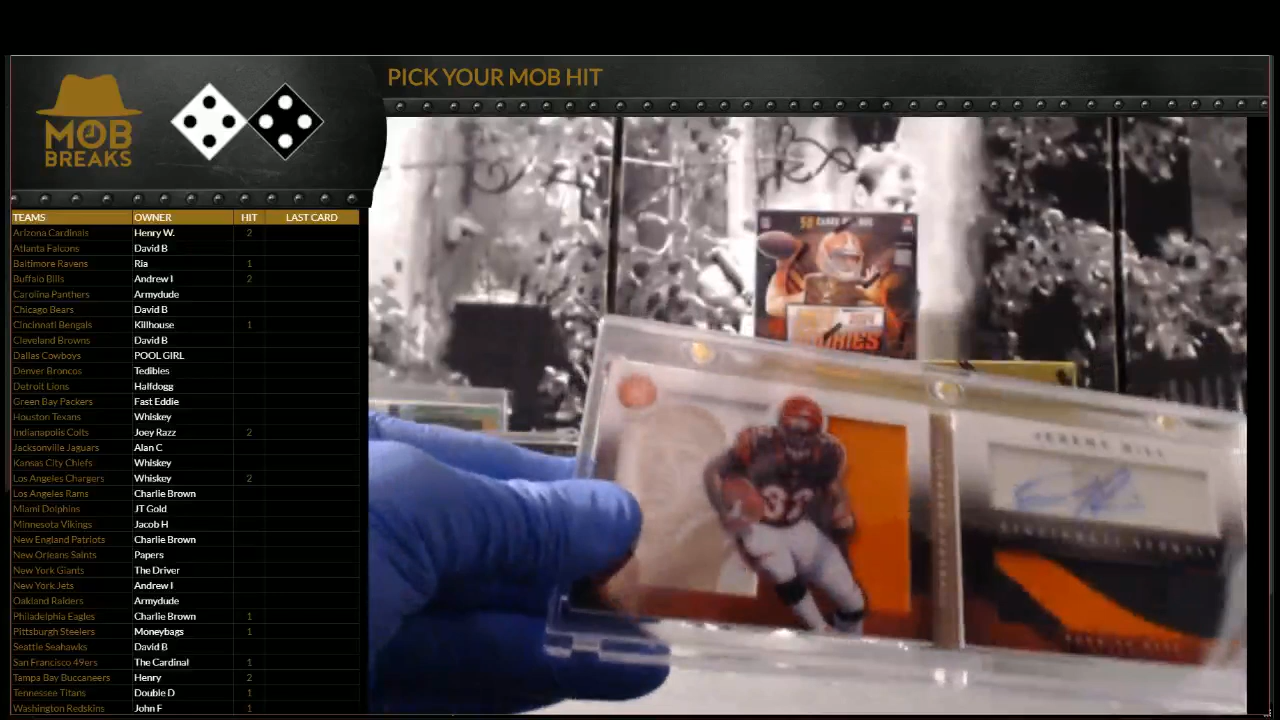 PICK YOUR MOB HIT
MOB
BREAKS
TEAMS OWNER HIT LAST CARD
Arizona Cardinals Henry W. 2
Atlanta Falcons David B
Baltimore Ravens Ria 1
Buffalo Bills Andrew I 2
Carolina Panthers Armydude
Chicago Bears David B
Cincinnati Bengals Killhouse 1
Cleveland Browns David B
Dallas Cowboys POOL GIRL
Denver Broncos Tedibles
Detroit Lions Halfdogg
Green Bay Packers Fast Eddie
Houston Texans Whiskey
Indianapolis Colts Joey Razz 2
Jacksonville Jaguars Alan C
Kansas City Chiefs Whiskey
Los Angeles Chargers Whiskey 2
Los Angeles Rams Charlie Brown
Miami Dolphins JT Gold
Minnesota Vikings Jacob H
New England Patriots Charlie Brown
New Orleans Saints Papers
New York Giants The Driver
New York Jets Andrew I
Oakland Raiders Armydude
Philadelphia Eagles Charlie Brown 1
Pittsburgh Steelers Moneybags 1
Seattle Seahawks David B
San Francisco 49ers The Cardinal 1
Tampa Bay Buccaneers Henry 2
Tennessee Titans Double D 1
Washington Redskins John F 1
JEREMY HILL
CINCINNATI BENGALS
32